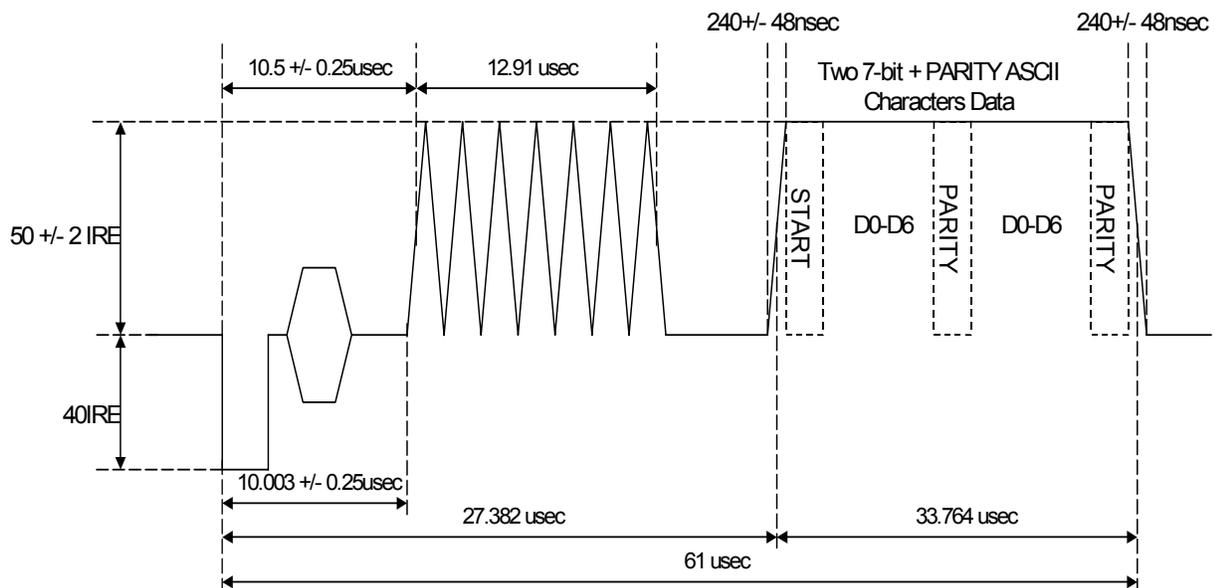 240+/- 48nsec
240+/- 48nsec
10.5 +/- 0.25usec
12.91 usec
Two 7-bit + PARITY ASCII
Characters Data
50 +/- 2 IRE
START
D0-D6
PARITY
D0-D6
PARITY
40IRE
10.003 +/- 0.25usec
27.382 usec
33.764 usec
61 usec